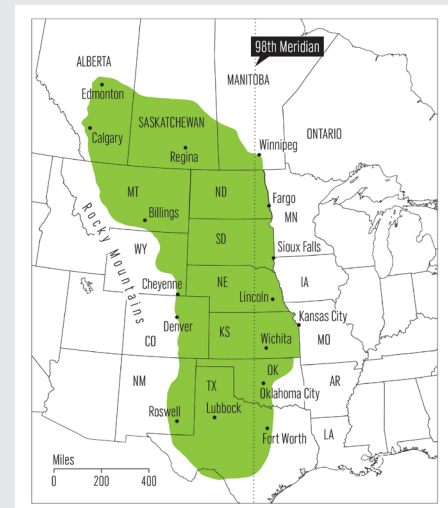 98th Meridian
ALBERTA
MANITOBA
Edmonton
SASKATCHEWAN
ONTARIO
Calgary
Winnipeg
Regina
MT
ND
Fargo
MN
Billings
Rocky Mountains
SD
WY
Sioux Falls
Cheyenne
NE
IA
Lincoln
Denver
Kansas City
CO
KS
Wichita
MO
OK
NM
TX
AR
Oklahoma City
Roswell
Lubbock
Fort Worth
LA
Miles
0 200 400